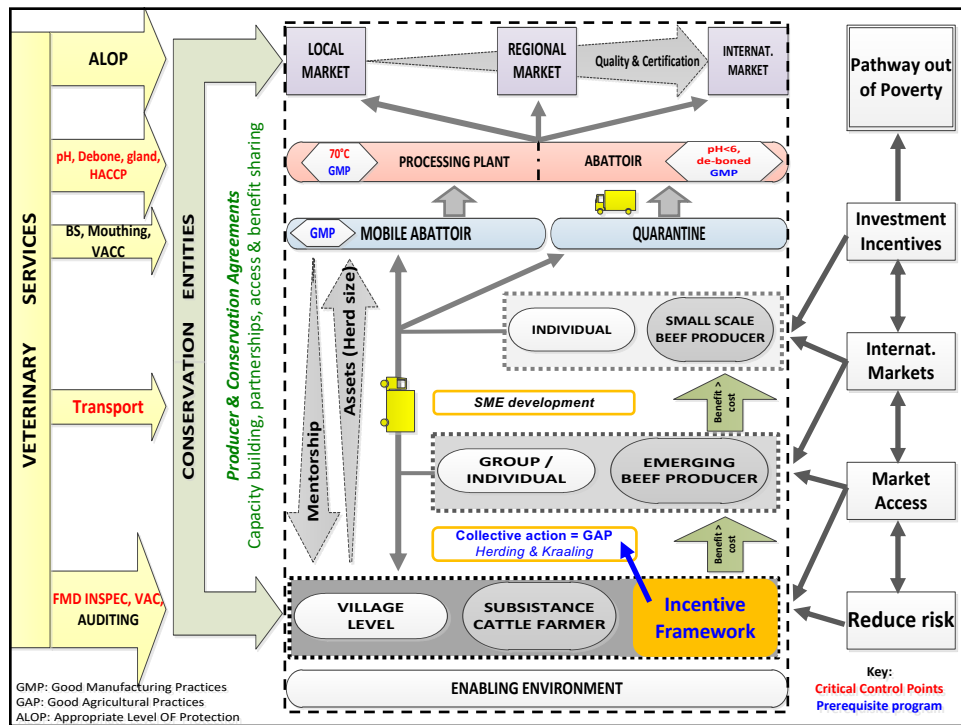 VETERINARY SERVICES
ALOP
pH, Debone, gland,
HACCP
BS, Mouthing,
VACC
Transport
FMD INSPEC, VAC,
AUDITING
CONSERVATION ENTITIES
Producer & Conservation Agreements
Capacity building, partnerships, access & benefit sharing
LOCAL
MARKET
REGIONAL
MARKET
Quality & Certification
INTERNAT.
MARKET
70°C
GMP
PROCESSING PLANT
ABATTOIR
pH<6,
de-boned
GMP
GMP
MOBILE ABATTOIR
QUARANTINE
Mentorship
Assets (Herd size)
INDIVIDUAL
SMALL SCALE
BEEF PRODUCER
SME development
Benefit >
cost
GROUP /
INDIVIDUAL
EMERGING
BEEF PRODUCER
Collective action = GAP
Herding & Kraaling
Benefit >
cost
VILLAGE
LEVEL
SUBSISTANCE
CATTLE FARMER
Incentive
Framework
ENABLING ENVIRONMENT
Pathway out
of Poverty
Investment
Incentives
Internat.
Markets
Market
Access
Reduce risk
GMP: Good Manufacturing Practices
GAP: Good Agricultural Practices
ALOP: Appropriate Level OF Protection
Key:
Critical Control Points
Prerequisite program